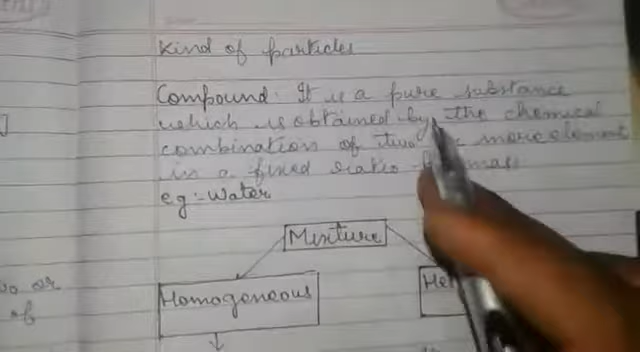 Kind of particles
Compound: It is a pure substance
which is obtained by the chemical
combination of two more element
in a fixed ratio mass
eg:- Water
Mixture
Homogeneous
He
or
of